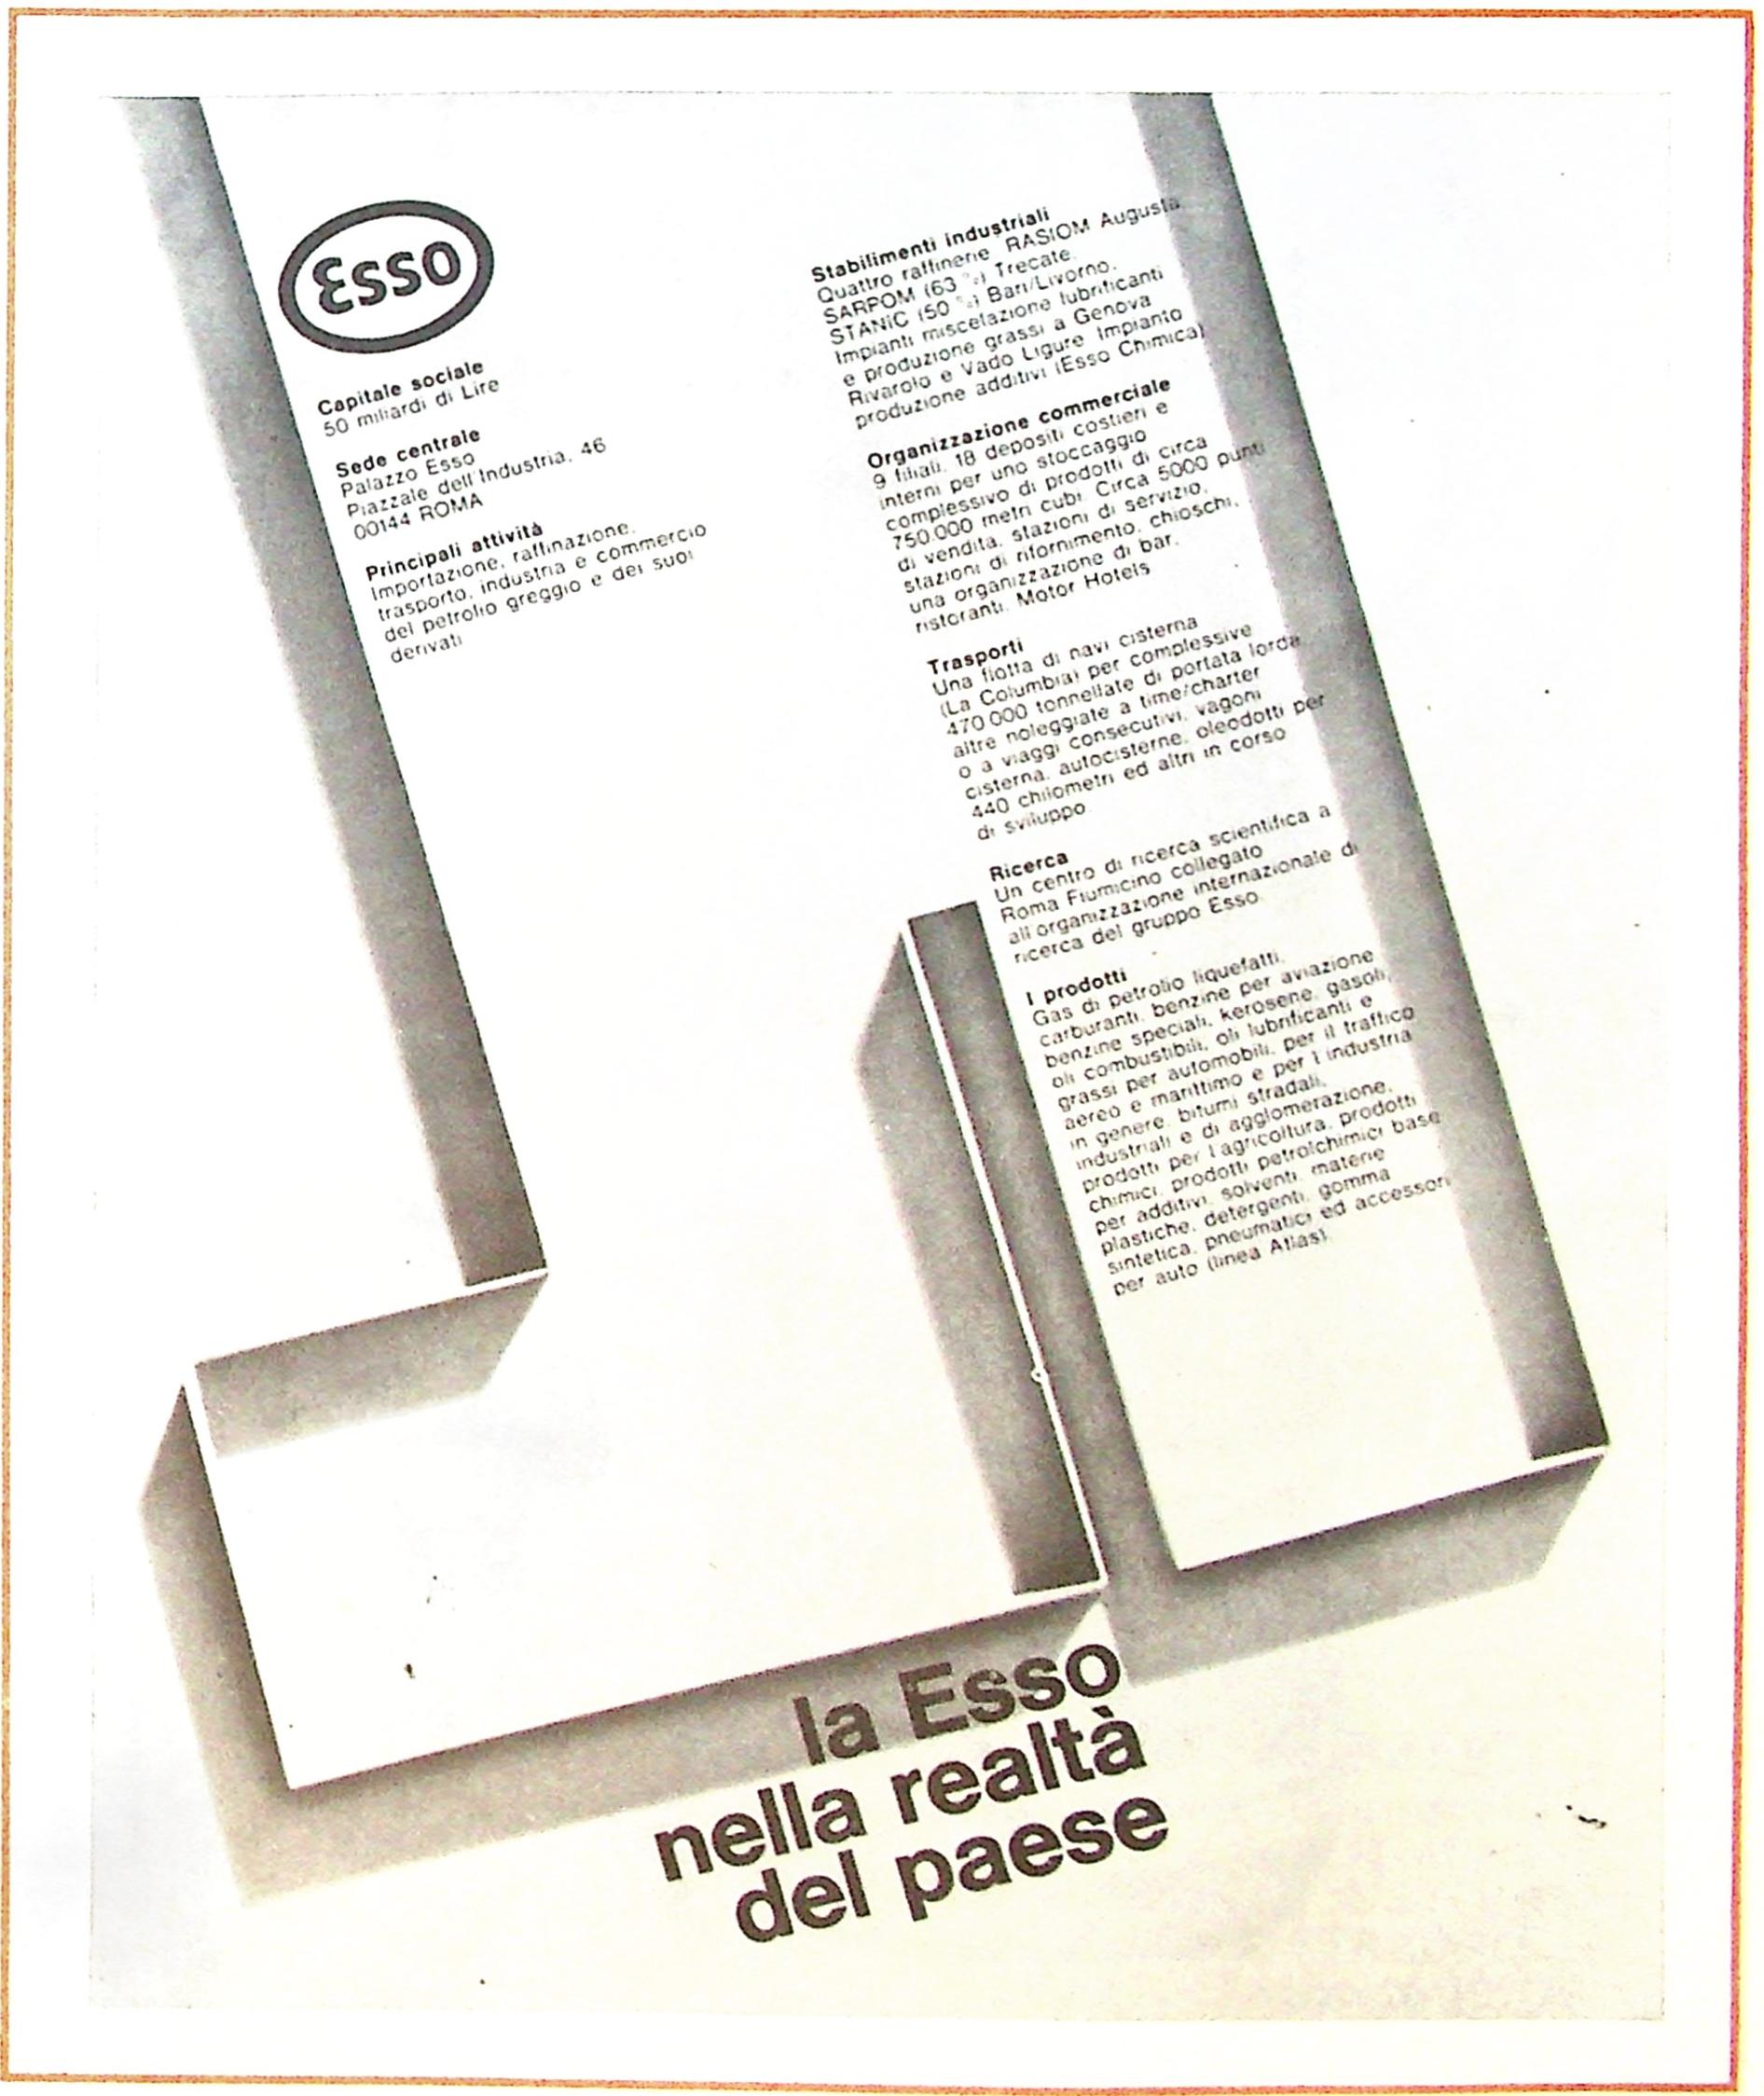 Esso
Capitale sociale
50 miliardi di Lire
Sede centrale
Palazzo Esso
Piazzale dell'Industria, 46
00144 ROMA
Principali attività
Importazione, raffinazione,
trasporto, industria e commercio
del petrolio greggio e dei suoi
derivati
Stabilimenti industriali
Quattro raffinerie RASIOM Augusta
SARPOM (63 %) Trecate.
STANIC (50 %) Bari/Livorno.
Impianti miscelazione lubrificanti
e produzione grassi a Genova
Rivarolo e Vado Ligure Impianto
produzione additivi (Esso Chimica)
Organizzazione commerciale
9 filiali, 18 depositi costieri e
interni per uno stoccaggio
complessivo di prodotti di circa
750.000 metri cubi. Circa 5000 punti
di vendita, stazioni di servizio,
stazioni di rifornimento, chioschi,
una organizzazione di bar,
ristoranti, Motor Hotels
Trasporti
Una flotta di navi cisterna
(La Columbia) per complessive
470.000 tonnellate di portata lorda
altre noleggiate a time/charter
o a viaggi consecutivi, vagoni
cisterna, autocisterne, oleodotti per
440 chilometri ed altri in corso
di sviluppo
Ricerca
Un centro di ricerca scientifica a
Roma Fiumicino collegato
all'organizzazione internazionale di
ricerca del gruppo Esso.
I prodotti
Gas di petrolio liquefatti,
carburanti, benzine per aviazione
benzine speciali, kerosene, gasoli,
oli combustibili, oli lubrificanti e
grassi per automobili, per il traffico
aereo e marittimo e per l'industria
in genere, bitumi stradali,
industriali e di agglomerazione,
prodotti per l'agricoltura, prodotti
chimici, prodotti petrolchimici base
per additivi, solventi, materie
plastiche, detergenti, gomma
sintetica, pneumatici ed accessori
per auto (linea Atlas).
la Esso
nella realtà
del paese